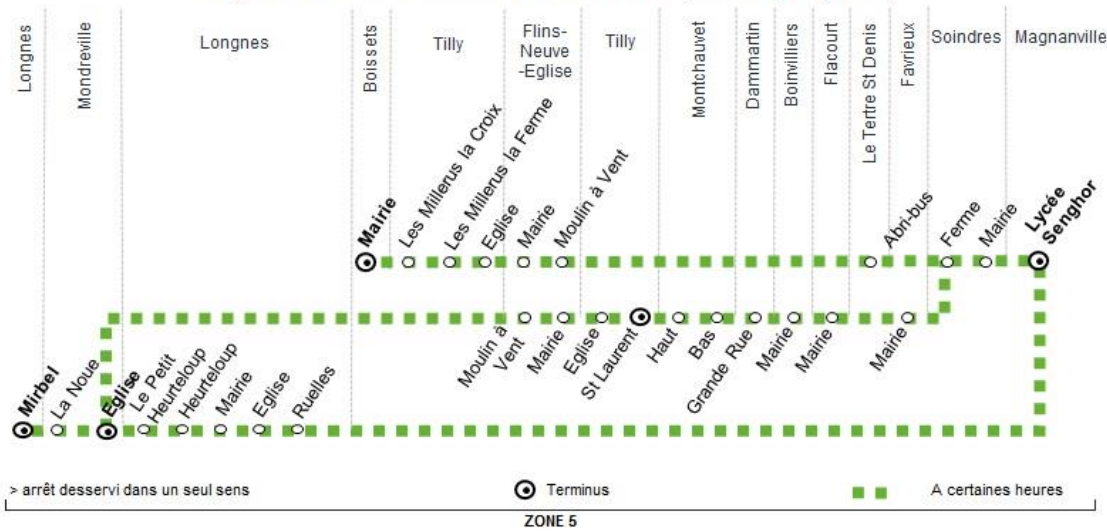 Longnes
Mondreville
Longnes
Boissets
Tilly
Flins-
Neuve
-Eglise
Tilly
Montchauvet
Dammartin
Boinvilliers
Flacourt
Le Tertre St Denis
Favrieux
Soindres
Magnanville
Mairie
Les Millerus la Croix
Les Millerus la Ferme
Eglise
Mairie
Moulin à Vent
Abri-bus
Ferme
Mairie
Lycée
Senghor
Moulin à
Vent
Mairie
Eglise
St Laurent
Haut
Bas
Grande Rue
Mairie
Mairie
Mairie
Mirbel
La Noue
Eglise
Le Petit
Heurteloup
Heurteloup
Mairie
Eglise
Ruelles
> arrêt desservi dans un seul sens
Terminus
A certaines heures
ZONE 5